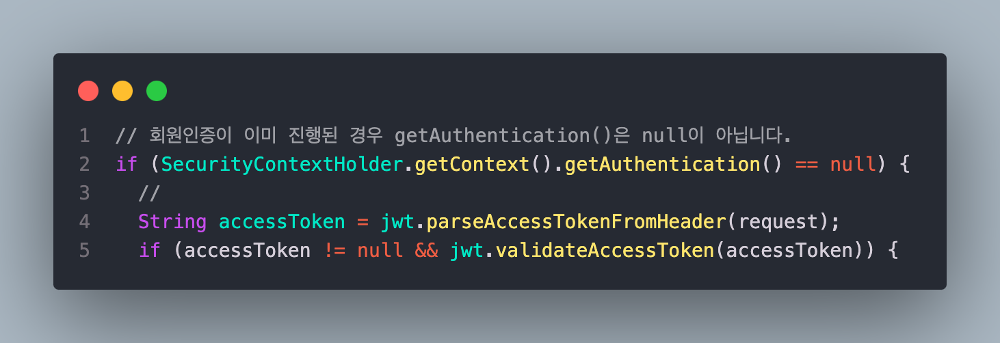 1 // 회원인증이 이미 진행된 경우 getAuthentication()은 null이 아닙니다.
2 if (SecurityContextHolder.getContext().getAuthentication() == null) {
3   //
4   String accessToken = jwt.parseAccessTokenFromHeader(request);
5   if (accessToken != null && jwt.validateAccessToken(accessToken)) {